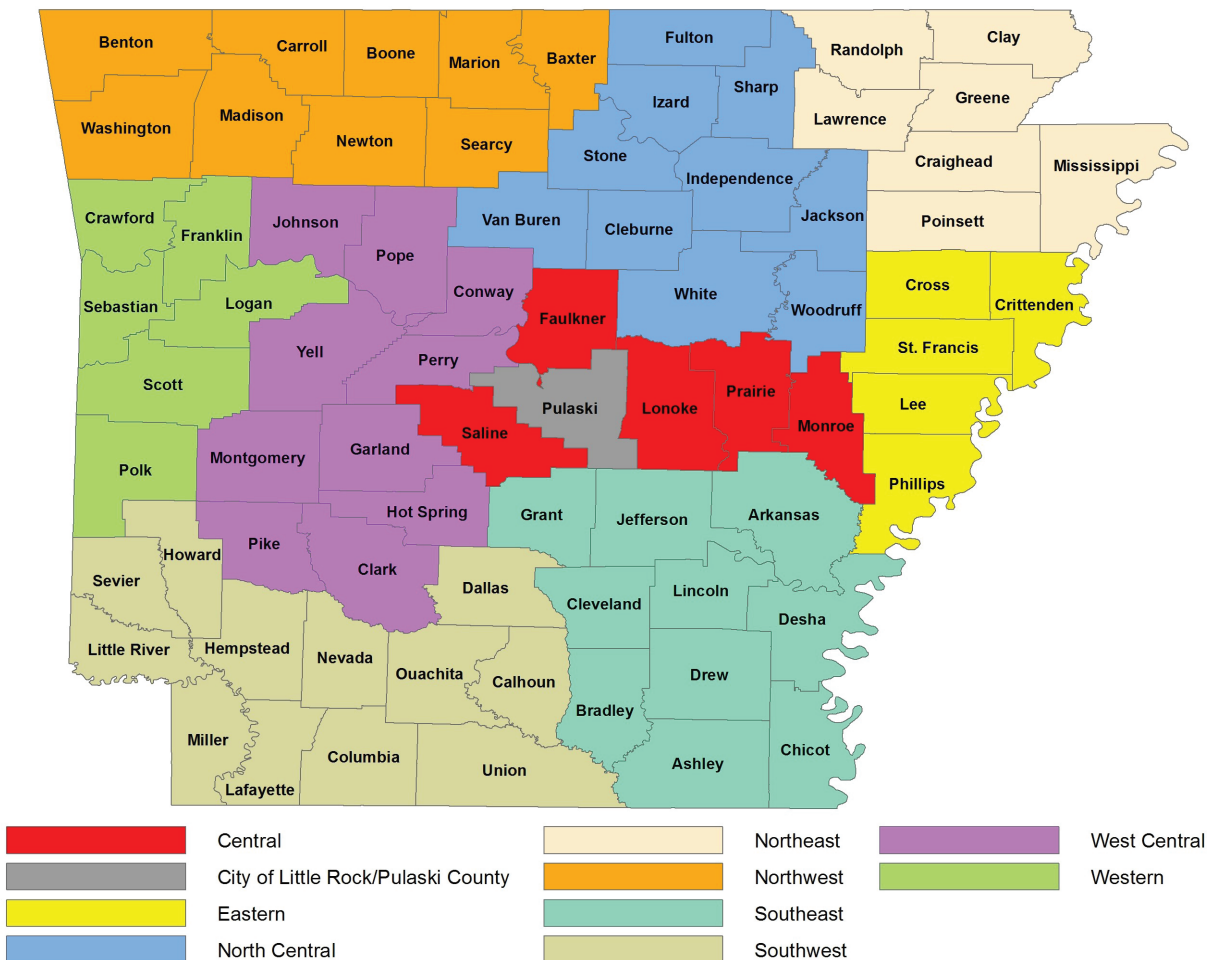 Benton
Carroll
Boone
Marion
Baxter
Fulton
Sharp
Randolph
Clay
Washington
Madison
Newton
Searcy
Izard
Stone
Lawrence
Greene
Craighead
Mississippi
Independence
Jackson
Poinsett
Crawford
Franklin
Johnson
Pope
Van Buren
Cleburne
Sebastian
Logan
Conway
Faulkner
White
Woodruff
Cross
Crittenden
Scott
Yell
Perry
St. Francis
Pulaski
Lonoke
Prairie
Monroe
Lee
Polk
Montgomery
Garland
Saline
Phillips
Hot Spring
Grant
Jefferson
Arkansas
Howard
Pike
Clark
Sevier
Dallas
Cleveland
Lincoln
Desha
Little River
Hempstead
Nevada
Ouachita
Calhoun
Drew
Bradley
Miller
Lafayette
Columbia
Union
Ashley
Chicot
Central
City of Little Rock/Pulaski County
Eastern
North Central
Northeast
Northwest
Southeast
Southwest
West Central
Western